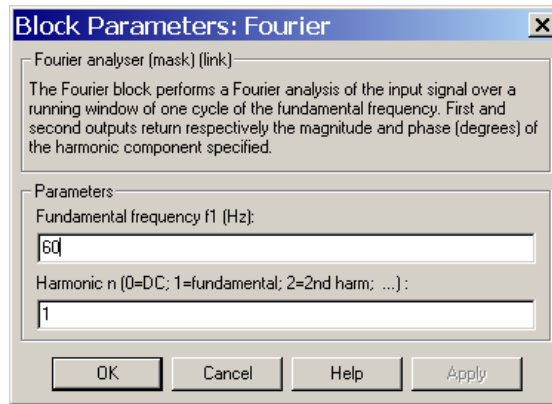 Block Parameters: Fourier
Fourier analyser (mask) (link)
The Fourier block performs a Fourier analysis of the input signal over a
running window of one cycle of the fundamental frequency. First and
second outputs return respectively the magnitude and phase (degrees) of
the harmonic component specified.
Parameters
Fundamental frequency f1 (Hz):
60
Harmonic n (0=DC; 1=fundamental; 2=2nd harm; ...) :
1
OK Cancel Help Apply